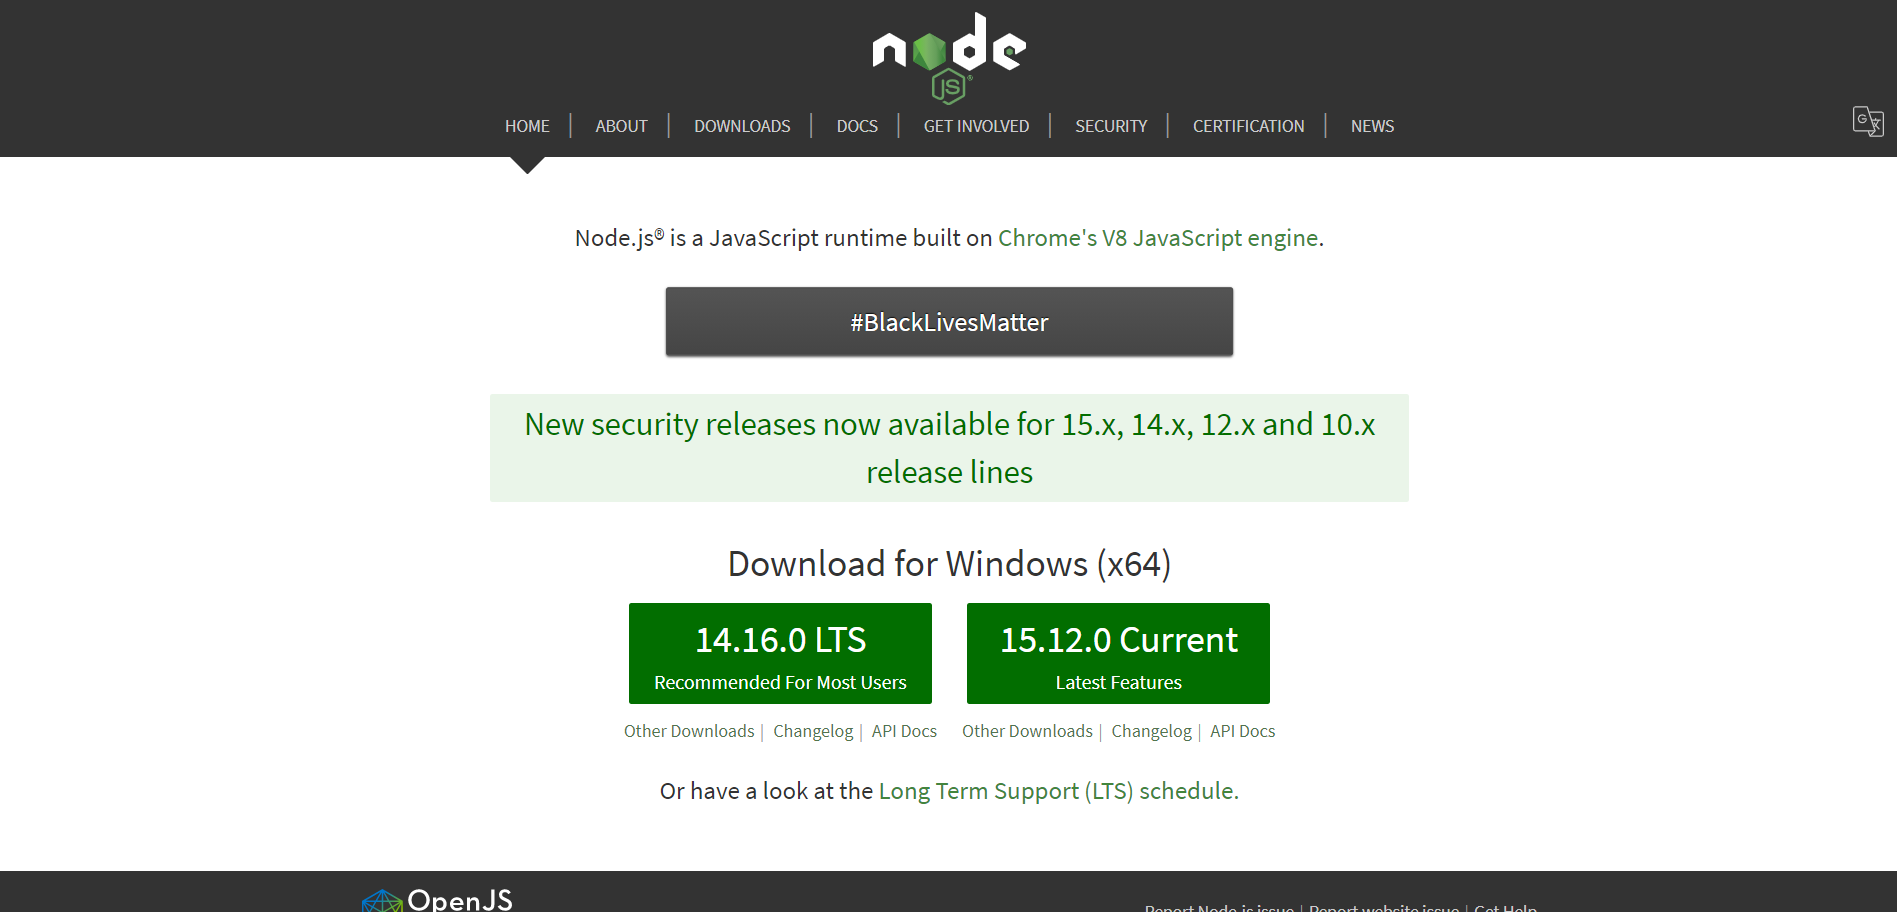 node
JS®
HOME | ABOUT | DOWNLOADS | DOCS | GET INVOLVED | SECURITY | CERTIFICATION | NEWS
G 文
Node.js® is a JavaScript runtime built on Chrome's V8 JavaScript engine.
#BlackLivesMatter
New security releases now available for 15.x, 14.x, 12.x and 10.x
release lines
Download for Windows (x64)
14.16.0 LTS
Recommended For Most Users
15.12.0 Current
Latest Features
Other Downloads | Changelog | API Docs
Other Downloads | Changelog | API Docs
Or have a look at the Long Term Support (LTS) schedule.
OpenJS
Report Node.js issue | Report website issue | Get Help